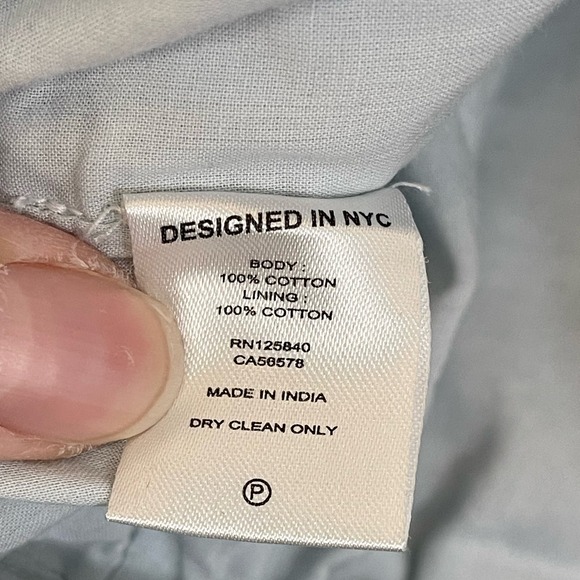 DESIGNED IN NYC
BODY :
100% COTTON
LINING :
100% COTTON
RN125840
CA56578
MADE IN INDIA
DRY CLEAN ONLY
P